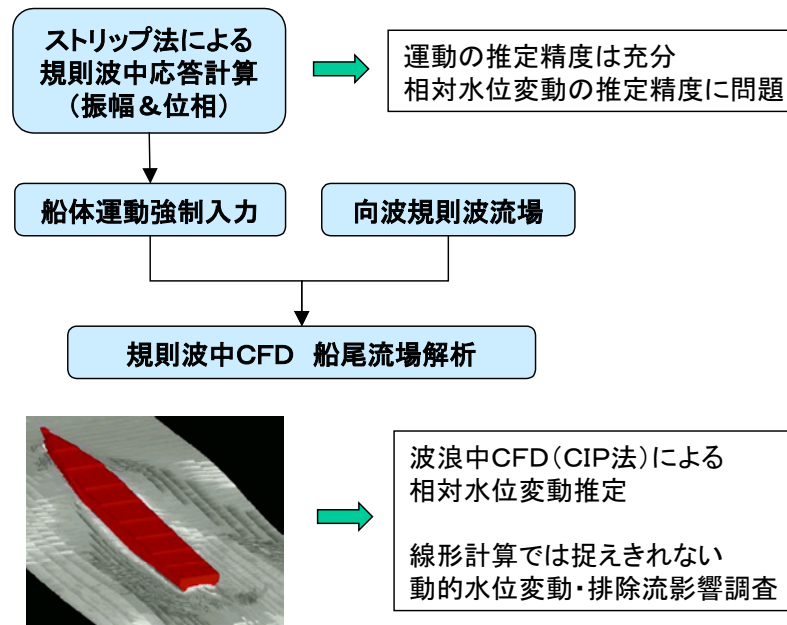 ストリップ法による
規則波中応答計算
(振幅&位相)
運動の推定精度は充分
相対水位変動の推定精度に問題
船体運動強制入力
向波規則波流場
規則波中CFD 船尾流場解析
波浪中CFD(CIP法)による
相対水位変動推定
線形計算では捉えきれない
動的水位変動・排除流影響調査